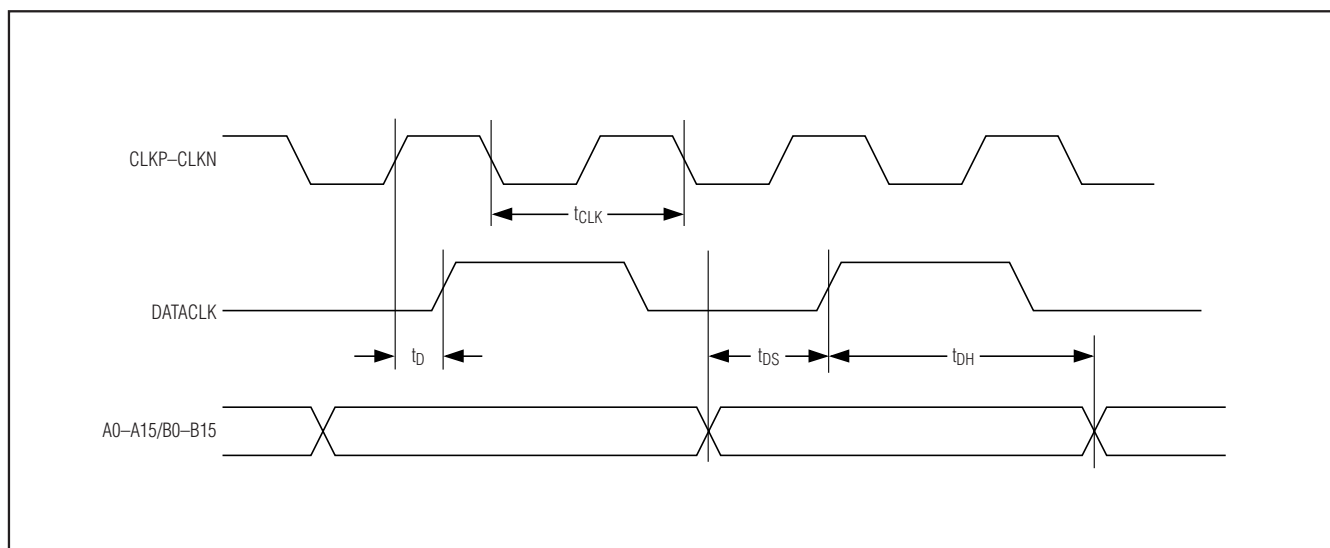 CLKP–CLKN
tCLK
DATACLK
tD
tDS
tDH
A0–A15/B0–B15